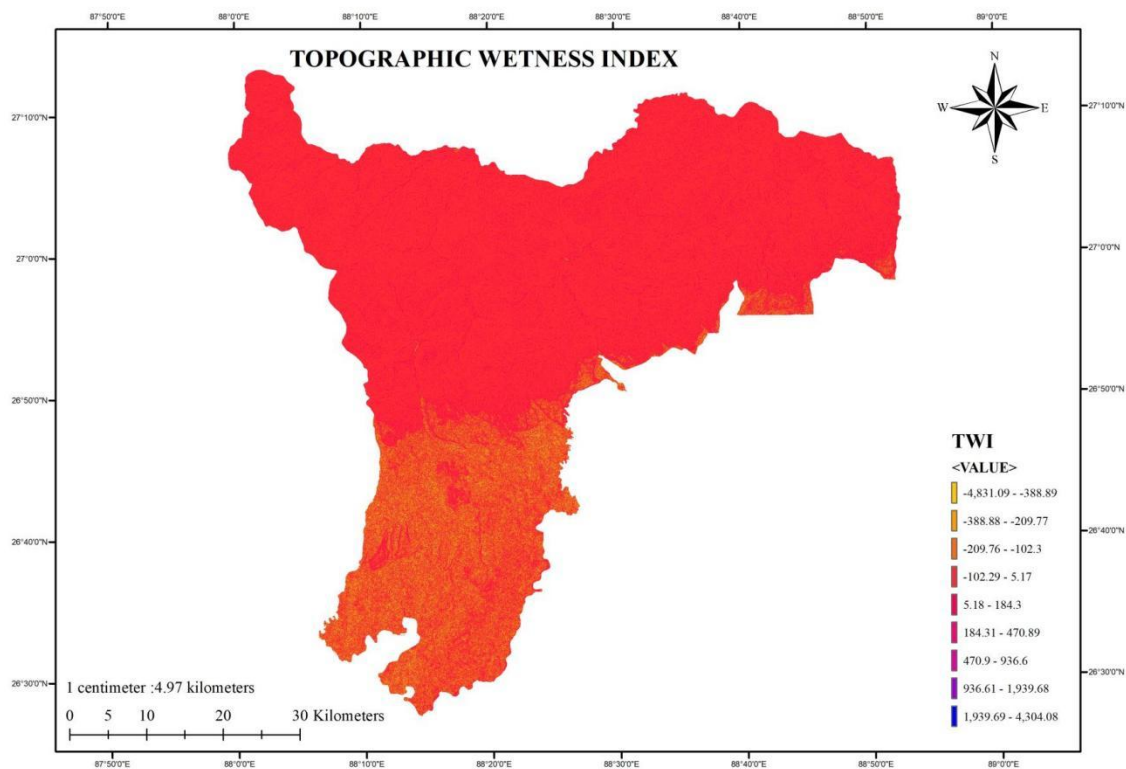 87°50'0"E 88°0'0"E 88°10'0"E 88°20'0"E 88°30'0"E 88°40'0"E 88°50'0"E 89°0'0"E
TOPOGRAPHIC WETNESS INDEX
N
W E
S
27°10'0"N 27°10'0"N
27°0'0"N 27°0'0"N
26°50'0"N 26°50'0"N
26°40'0"N 26°40'0"N
26°30'0"N 26°30'0"N
TWI
<VALUE>
-4,831.09 - -388.89
-388.88 - -209.77
-209.76 - -102.3
-102.29 - 5.17
5.18 - 184.3
184.31 - 470.89
470.9 - 936.6
936.61 - 1,939.68
1,939.69 - 4,304.08
1 centimeter :4.97 kilometers
0 5 10 20 30 Kilometers
87°50'0"E 88°0'0"E 88°10'0"E 88°20'0"E 88°30'0"E 88°40'0"E 88°50'0"E 89°0'0"E